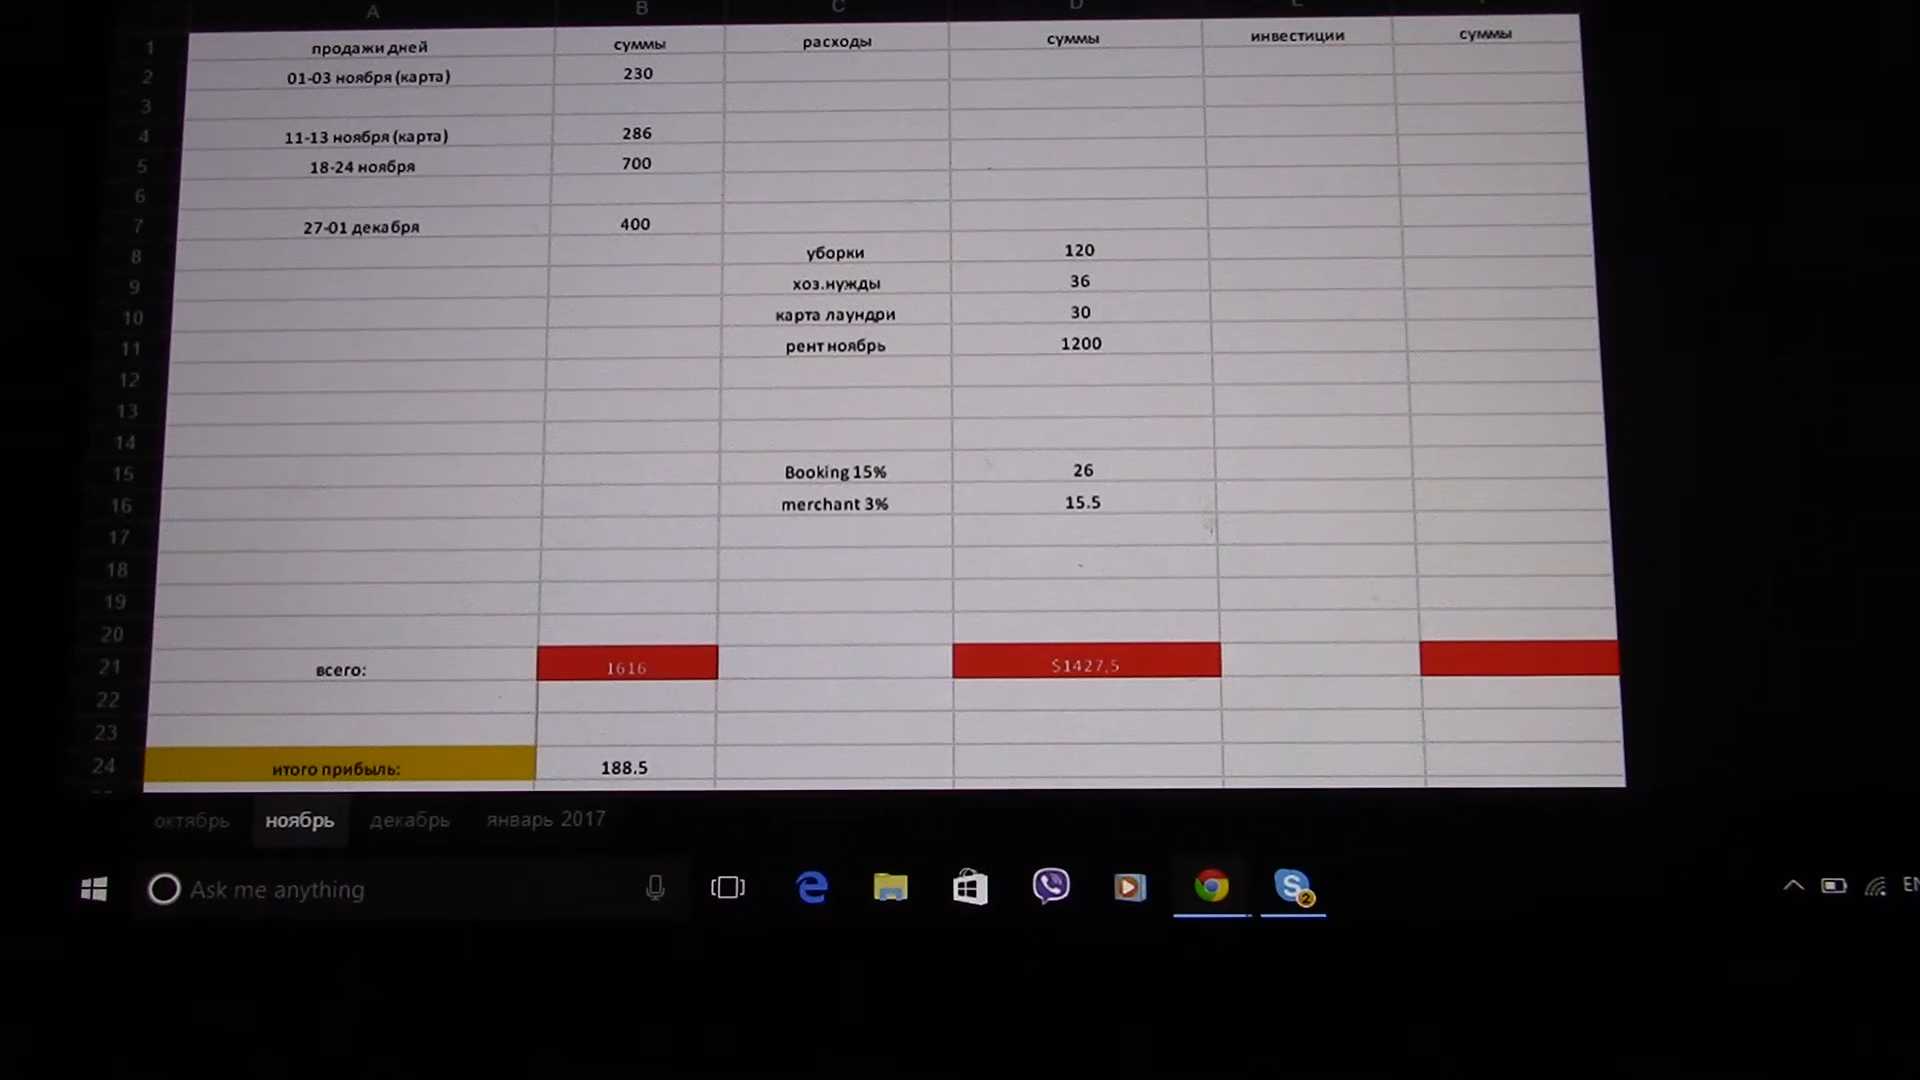 A B C D
1 продажи дней суммы расходы суммы инвестиции суммы
2 01-03 ноября (карта) 230
3
4 11-13 ноября (карта) 286
5 18-24 ноября 700
6
7 27-01 декабря 400
8 уборки 120
9 хоз.нужды 36
10 карта лаундри 30
11 рент ноябрь 1200
12
13
14
15 Booking 15% 26
16 merchant 3% 15.5
17
18
19
20
21 всего: 1616 $1427,5
22
23
24 итого прибыль: 188.5
октябрь ноябрь декабрь январь 2017
Ask me anything
2
EN